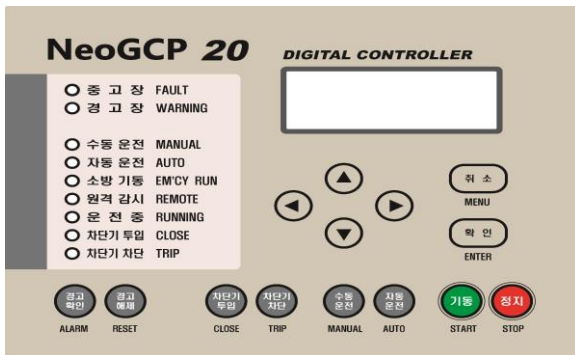 NeoGCP 20
DIGITAL CONTROLLER
중 고 장 FAULT
경 고 장 WARNING
수동 운전 MANUAL
자동 운전 AUTO
소방 기동 EM'CY RUN
원격 감시 REMOTE
운 전 중 RUNNING
차단기 투입 CLOSE
차단기 차단 TRIP
취 소
MENU
확 인
ENTER
경고 확인
ALARM
경고 해제
RESET
차단기 투입
CLOSE
차단기 차단
TRIP
수동 운전
MANUAL
자동 운전
AUTO
기동
START
정지
STOP